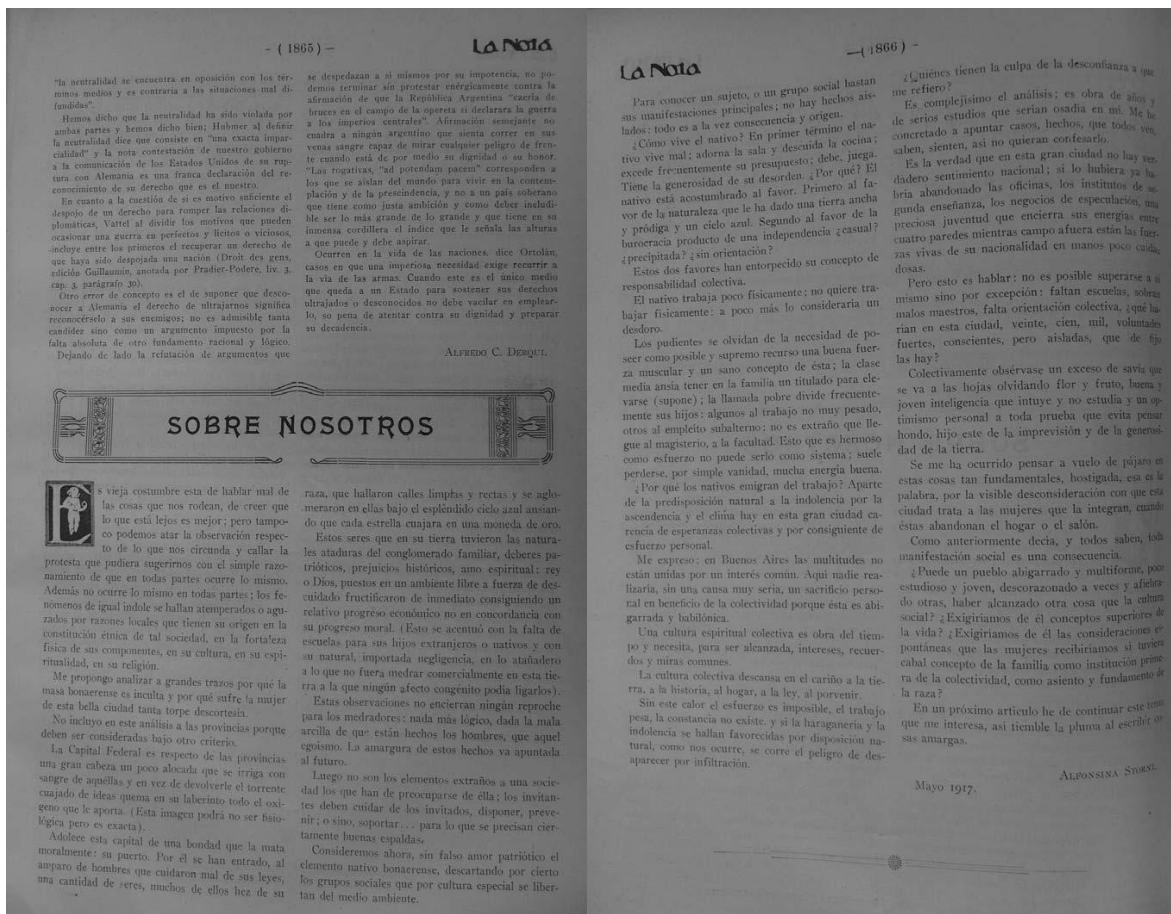 - ( 1865 ) -
La Nota
"la neutralidad se encuentra en oposición con los tér-
minos medios y es contraria a las situaciones mal di-
fundidas".
Hemos dicho que la neutralidad ha sido violada por
ambas partes y hemos dicho bien; Hubmer al definir
la neutralidad dice que consiste en "una exacta impar-
cialidad" y la nota contestación de nuestro gobierno
a la comunicación de los Estados Unidos de su rup-
tura con Alemania es una franca declaración del re-
conocimiento de su derecho que es el nuestro.
En cuanto a la cuestión de si es motivo suficiente el
despojo de un derecho para romper las relaciones di-
plomáticas, Vattel al dividir los motivos que pueden
ocasionar una guerra en perfectos y lícitos o viciosos,
incluye entre los primeros el recuperar un derecho de
que haya sido despojada una nación (Droit des gens,
edición Guillaumin, anotada por Pradier-Podere, liv. 3,
cap. 3, parágrafo 30).
Otro error de concepto es el de suponer que desco-
nocer a Alemania el derecho de ultrajarnos significa
reconocérselo a sus enemigos; no es admisible tanta
candidez sino como un argumento impuesto por la
falta absoluta de otro fundamento racional y lógico.
Dejando de lado la refutación de argumentos que
se despedazan a sí mismos por su impotencia, no po-
demos terminar sin protestar enérgicamente contra la
afirmación de que la República Argentina "caería de
bruces en el campo de la opereta si declarara la guerra
a los imperios centrales". Afirmación semejante no
cuadra a ningún argentino que sienta correr en sus
venas sangre capaz de mirar cualquier peligro de fren-
te cuando está de por medio su dignidad o su honor.
"Las rogativas, "ad potendam pacem" corresponden a
los que se aislan del mundo para vivir en la contem-
plación y de la prescindencia, y no a un país soberano
que tiene como justa ambición y como deber ineludi-
ble ser lo más grande de lo grande y que tiene en su
inmensa cordillera el índice que le señala las alturas
a que puede y debe aspirar.
Ocurren en la vida de las naciones, dice Ortolán,
casos en que una imperiosa necesidad exige recurrir a
la vía de las armas. Cuando este es el único medio
que queda a un Estado para sostener sus derechos
ultrajados o desconocidos no debe vacilar en emplear-
lo, so pena de atentar contra su dignidad y preparar
su decadencia.
ALFREDO C. DERQUI.
SOBRE NOSOTROS
Es vieja costumbre esta de hablar mal de
las cosas que nos rodean, de creer que
lo que está lejos es mejor; pero tampo-
co podemos atar la observación respec-
to de lo que nos circunda y callar la
protesta que pudiera sugerirnos con el simple razo-
namiento de que en todas partes ocurre lo mismo.
Además no ocurre lo mismo en todas partes; los fe-
nómenos de igual índole se hallan atemperados o agu-
zados por razones locales que tienen su origen en la
constitución étnica de tal sociedad, en la fortaleza
física de sus componentes, en su cultura, en su espi-
ritualidad, en su religión.
Me propongo analizar a grandes trazos por qué la
masa bonaerense es inculta y por qué sufre la mujer
de esta bella ciudad tanta torpe descortesía.
No incluyo en este análisis a las provincias porque
deben ser consideradas bajo otro criterio.
La Capital Federal es respecto de las provincias
una gran cabeza un poco alocada que se irriga con
sangre de aquéllas y en vez de devolverle el torrente
cuajado de ideas quema en su laberinto todo el oxí-
geno que le aporta. (Esta imagen podrá no ser fisio-
lógica pero es exacta).
Adolece esta capital de una bondad que la mata
moralmente: su puerto. Por él se han entrado, al
amparo de hombres que cuidaron mal de sus leyes,
una cantidad de seres, muchos de ellos hez de su
raza, que hallaron calles limpias y rectas y se aglo-
meraron en ellas bajo el espléndido ciclo azul ansian-
do que cada estrella cuajara en una moneda de oro.
Estos seres que en su tierra tuvieron las natura-
les ataduras del conglomerado familiar, deberes pa-
trióticos, prejuicios históricos, amo espiritual: rey
o Dios, puestos en un ambiente libre a fuerza de des-
cuidado fructificaron de inmediato consiguiendo un
relativo progreso económico no en concordancia con
su progreso moral. (Esto se acentuó con la falta de
escuelas para sus hijos extranjeros o nativos y con
su natural, importada negligencia, en lo atañadero
a lo que no fuera medrar comercialmente en esta tie-
rra a la que ningún afecto congénito podía ligarlos).
Estas observaciones no encierran ningún reproche
para los medradores: nada más lógico, dada la mala
arcilla de que están hechos los hombres, que aquel
egoísmo. La amargura de estos hechos va apuntada
al futuro.
Luego no son los elementos extraños a una socie-
dad los que han de preocuparse de élla; los invitan-
tes deben cuidar de los invitados, disponer, preve-
nir; o sino, soportar... para lo que se precisan cier-
tamente buenas espaldas.
Consideremos ahora, sin falso amor patriótico el
elemento nativo bonaerense, descartando por cierto
los grupos sociales que por cultura especial se liber-
tan del medio ambiente.
—( 1866 ) -
La Nota
Para conocer un sujeto, o un grupo social bastan
sus manifestaciones principales; no hay hechos ais-
lados: todo es a la vez consecuencia y origen.
¿Cómo vive el nativo? En primer término el na-
tivo vive mal; adorna la sala y descuida la cocina;
excede frecuentemente su presupuesto; debe, juega.
Tiene la generosidad de su desorden. ¿Por qué? El
nativo está acostumbrado al favor. Primero al fa-
vor de la naturaleza que le ha dado una tierra ancha
y pródiga y un cielo azul. Segundo al favor de la
burocracia producto de una independencia ¿casual?
¿precipitada? ¿sin orientación?
Estos dos favores han entorpecido su concepto de
responsabilidad colectiva.
El nativo trabaja poco físicamente; no quiere tra-
bajar físicamente: a poco más lo consideraría un
desdoro.
Los pudientes se olvidan de la necesidad de po-
seer como posible y supremo recurso una buena fuer-
za muscular y un sano concepto de ésta; la clase
media ansía tener en la familia un titulado para ele-
varse (supone); la llamada pobre divide frecuente-
mente sus hijos: algunos al trabajo no muy pesado,
otros al empleito subalterno: no es extraño que lle-
gue al magisterio, a la facultad. Esto que es hermoso
como esfuerzo no puede serlo como sistema; suele
perderse, por simple vanidad, mucha energía buena.
¿Por qué los nativos emigran del trabajo? Aparte
de la predisposición natural a la indolencia por la
ascendencia y el clima hay en esta gran ciudad ca-
rencia de esperanzas colectivas y por consiguiente de
esfuerzo personal.
Me expreso: en Buenos Aires las multitudes no
están unidas por un interés común. Aquí nadie rea-
lizaría, sin una causa muy seria, un sacrificio perso-
nal en beneficio de la colectividad porque ésta es abi-
garrada y babilónica.
Una cultura espiritual colectiva es obra del tiem-
po y necesita, para ser alcanzada, intereses, recuer-
dos y miras comunes.
La cultura colectiva descansa en el cariño a la tie-
rra, a la historia, al hogar, a la ley, al porvenir.
Sin este calor el esfuerzo es imposible, el trabajo
pesa, la constancia no existe. y si la haraganería y la
indolencia se hallan favorecidas por disposición na-
tural, como nos ocurre, se corre el peligro de des-
aparecer por infiltración.
¿Quiénes tienen la culpa de la desconfianza a que
me refiero?
Es complejísimo el análisis; es obra de años y
de serios estudios que serían osadía en mí. Me he
concretado a apuntar casos, hechos, que todos ven,
saben, sienten, así no quieran confesarlo.
Es la verdad que en esta gran ciudad no hay ver-
dadero sentimiento nacional; si lo hubiera ya ha-
bría abandonado las oficinas, los institutos de se-
gunda enseñanza, los negocios de especulación, una
preciosa juventud que encierra sus energías entre
cuatro paredes mientras campo afuera están las fuer-
zas vivas de su nacionalidad en manos poco cuida-
dosas.
Pero esto es hablar: no es posible superarse a sí
mismo sino por excepción: faltan escuelas, sobran
malos maestros, falta orientación colectiva, ¿qué ha-
rían en esta ciudad, veinte, cien, mil, voluntades
fuertes, conscientes, pero aisladas, que de fijo
las hay?
Colectivamente obsérvase un exceso de savia que
se va a las hojas olvidando flor y fruto, buena y
joven inteligencia que intuye y no estudia y un op-
timismo personal a toda prueba que evita pensar
hondo, hijo este de la imprevisión y de la generosi-
dad de la tierra.
Se me ha ocurrido pensar a vuelo de pájaro en
estas cosas tan fundamentales, hostigada, esa es la
palabra, por la visible desconsideración con que esta
ciudad trata a las mujeres que la integran, cuando
éstas abandonan el hogar o el salón.
Como anteriormente decía, y todos saben, toda
manifestación social es una consecuencia.
¿Puede un pueblo abigarrado y multiforme, poco
estudioso y joven, descorazonado a veces y afiebra-
do otras, haber alcanzado otra cosa que la cultura
social? ¿Exigiríamos de él conceptos superiores de
la vida? ¿Exigiríamos de él las consideraciones es-
pontáneas que las mujeres recibiríamos si tuviera
cabal concepto de la familia como institución prime-
ra de la colectividad, como asiento y fundamento de
la raza?
En un próximo artículo he de continuar este tema
que me interesa, así tiemble la pluma al escribir co-
sas amargas.
ALFONSINA STORNI.
Mayo 1917.